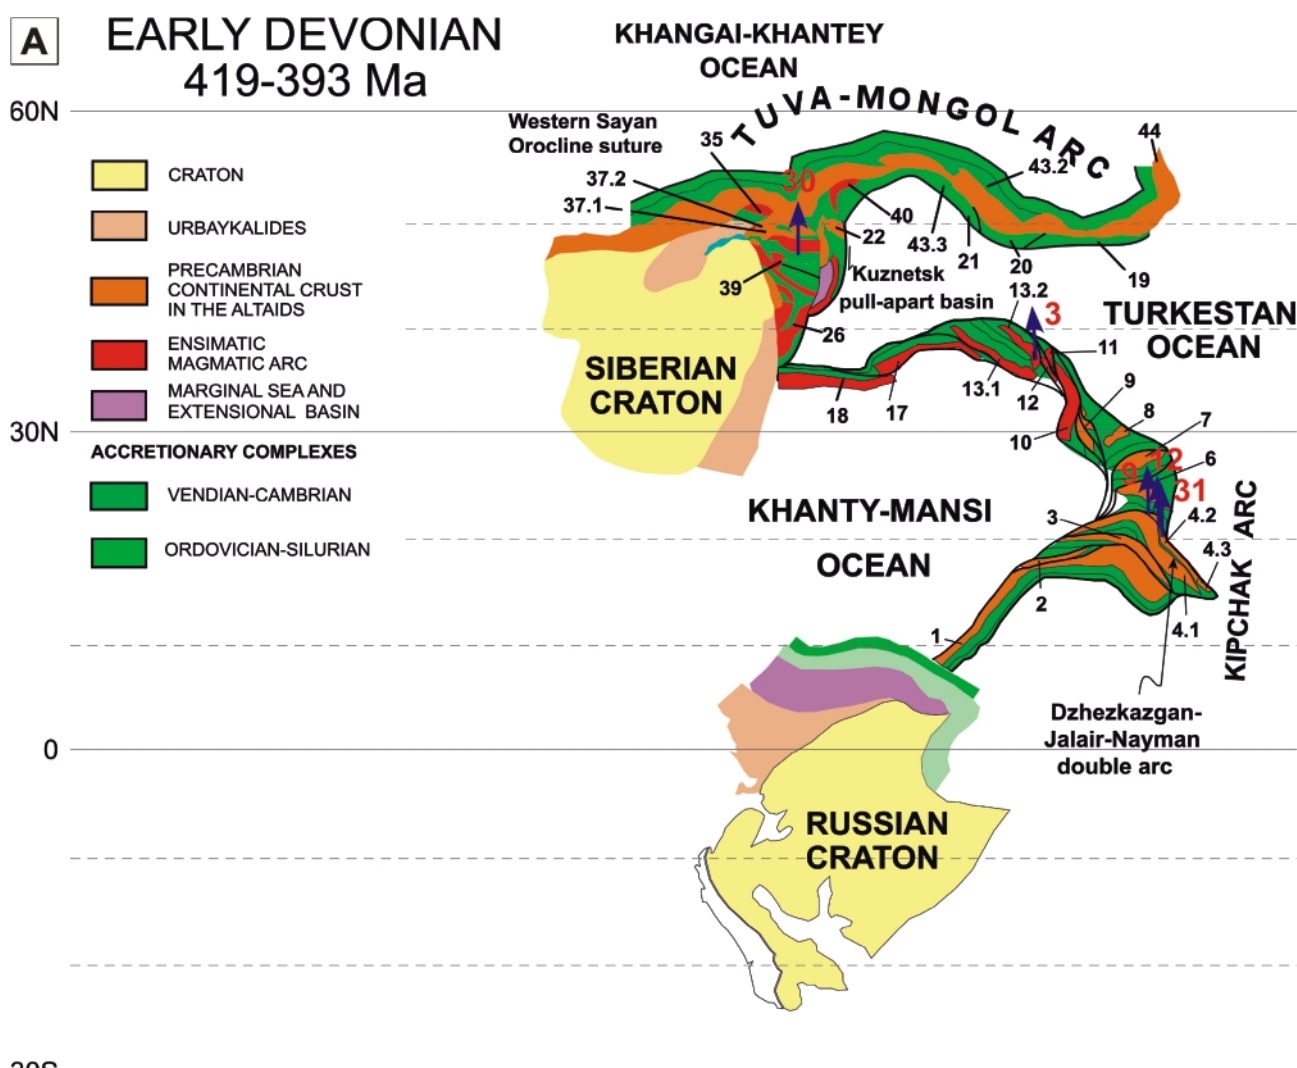 A
EARLY DEVONIAN
419-393 Ma
KHANGAI-KHANTEY
OCEAN
TUVA-MONGOL ARC
60N
Western Sayan
Orocline suture
35
44
43.2
37.2
37.1
30
40
22
43.3
21
20
19
39
Kuznetsk
pull-apart basin
26
CRATON
URBAYKALIDES
PRECAMBRIAN
CONTINENTAL CRUST
IN THE ALTAIDS
ENSIMATIC
MAGMATIC ARC
MARGINAL SEA AND
EXTENSIONAL BASIN
ACCRETIONARY COMPLEXES
VENDIAN-CAMBRIAN
ORDOVICIAN-SILURIAN
13.2
3
TURKESTAN
OCEAN
SIBERIAN
CRATON
18
17
13.1
12
11
10
9
8
7
6
30N
9
12
31
KHANTY-MANSI
OCEAN
3
4.2
4.3
2
4.1
1
KIPCHAK ARC
Dzhezkazgan-
Jalair-Nayman
double arc
0
RUSSIAN
CRATON